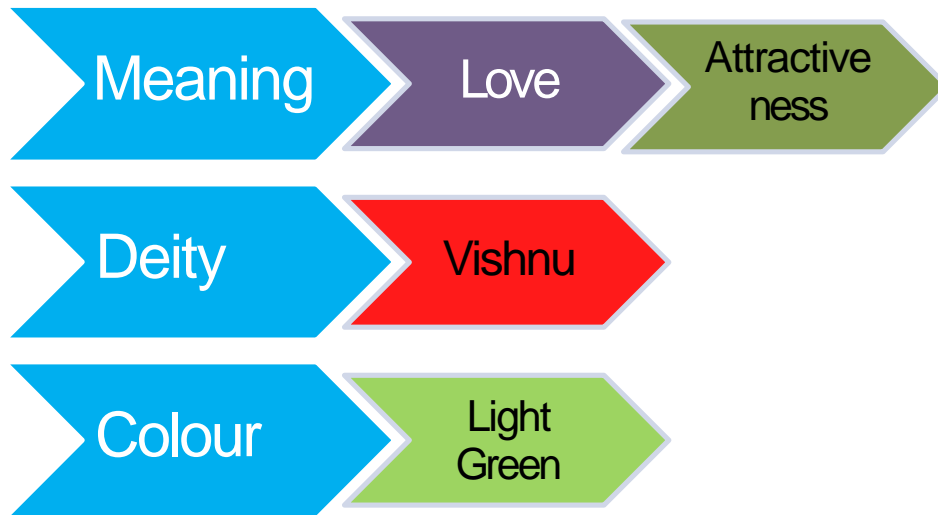 Meaning
Love
Attractive
ness
Deity
Vishnu
Colour
Light
Green